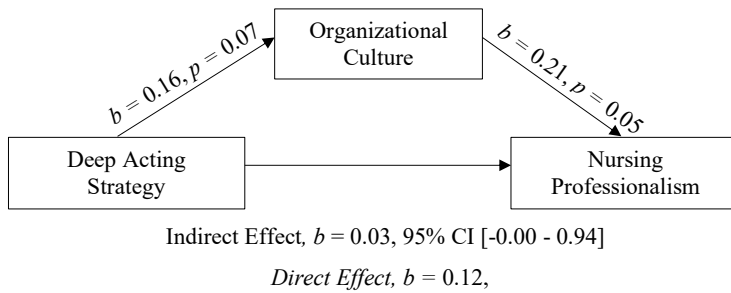 Organizational
Culture
b = 0.16, p = 0.07
b = 0.21, p = 0.05
Deep Acting
Strategy
Nursing
Professionalism
Indirect Effect, b = 0.03, 95% CI [-0.00 - 0.94]
Direct Effect, b = 0.12,